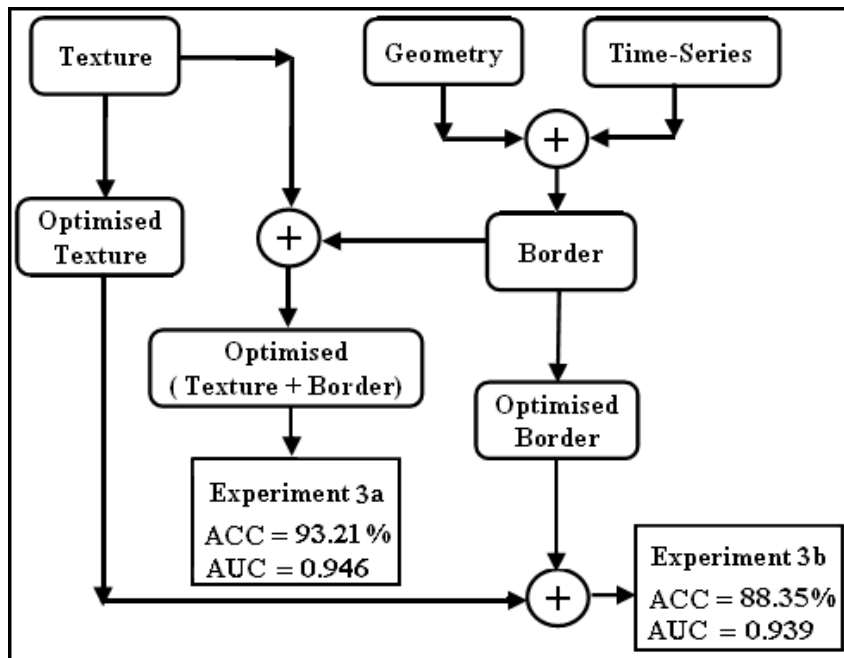 Texture
Geometry
Time-Series
+
Optimised
Texture
+
Border
Optimised
( Texture + Border)
Optimised
Border
Experiment 3a
ACC = 93.21%
AUC = 0.946
+
Experiment 3b
ACC = 88.35%
AUC = 0.939